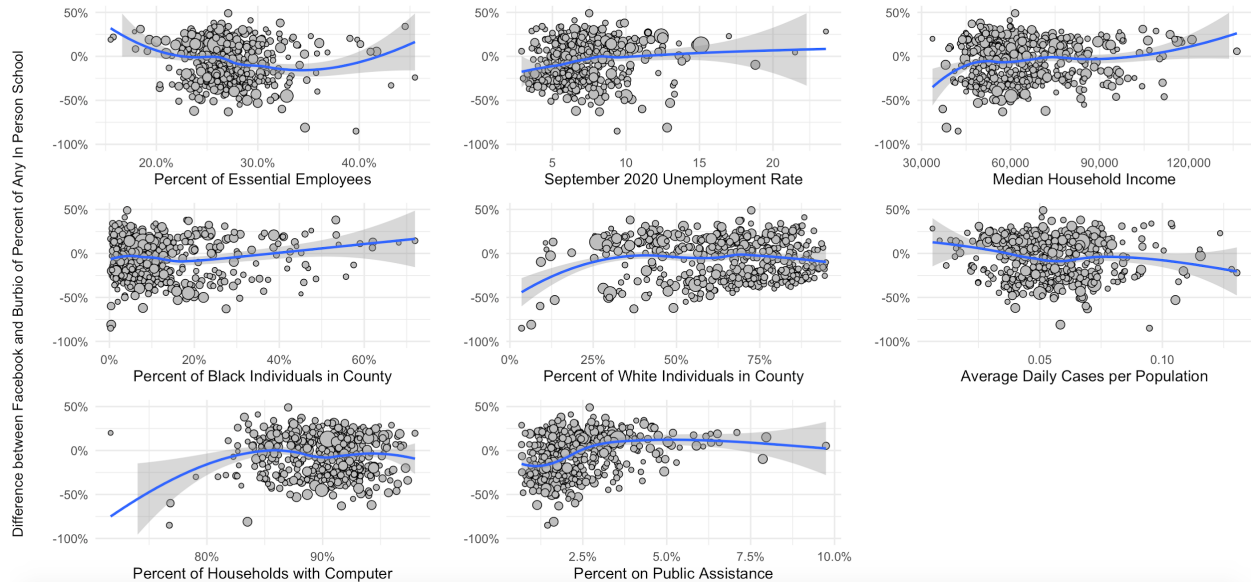 Difference between Facebook and Burbio of Percent of Any In Person School
50%
0%
-50%
-100%
20.0% 30.0% 40.0%
Percent of Essential Employees
50%
0%
-50%
-100%
5 10 15 20
September 2020 Unemployment Rate
50%
0%
-50%
-100%
30,000 60,000 90,000 120,000
Median Household Income
50%
0%
-50%
-100%
0% 20% 40% 60%
Percent of Black Individuals in County
50%
0%
-50%
-100%
0% 25% 50% 75%
Percent of White Individuals in County
50%
0%
-50%
-100%
0.05 0.10
Average Daily Cases per Population
50%
0%
-50%
-100%
80% 90%
Percent of Households with Computer
50%
0%
-50%
-100%
2.5% 5.0% 7.5% 10.0%
Percent on Public Assistance